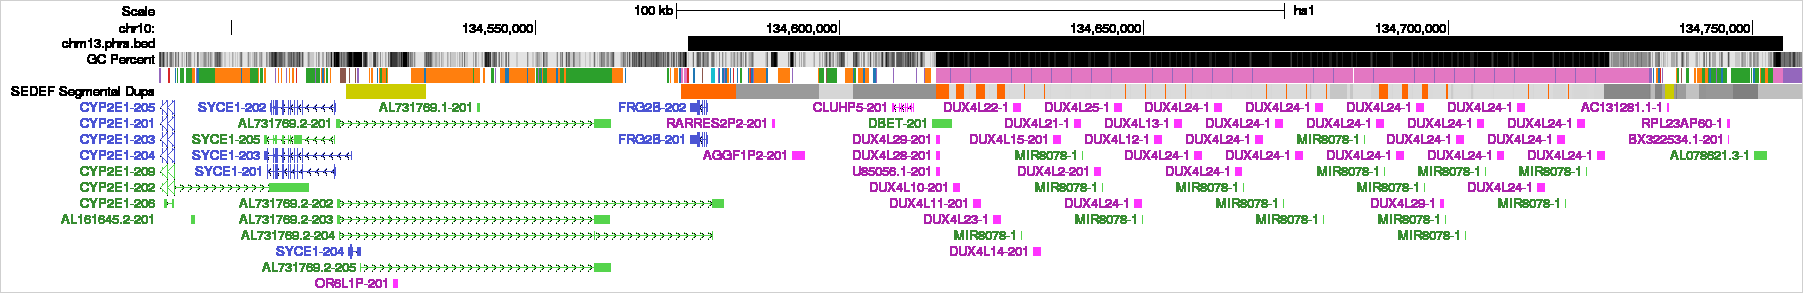 Scale 100 kb hs1
chr10: 134,550,000 134,600,000 134,650,000 134,700,000 134,750,000
chm13.phrs.bed
GC Percent
SEDEF Segmental Dups
CYP2E1-205 SYCE1-202 AL731769.1-201 FRG2B-202 CLUHP5-201 DUX4L22-1 DUX4L25-1 DUX4L24-1 DUX4L24-1 DUX4L24-1 DUX4L24-1 AC131281.1-1
CYP2E1-201 AL731769.2-201 RARRES2P2-201 DBET-201 DUX4L21-1 DUX4L13-1 DUX4L24-1 DUX4L24-1 DUX4L24-1 DUX4L24-1 RPL23AP60-1
CYP2E1-203 SYCE1-205 FRG2B-201 DUX4L29-201 DUX4L15-201 DUX4L12-1 DUX4L24-1 MIR8078-1 DUX4L24-1 DUX4L24-1 BX322534.1-201
CYP2E1-204 SYCE1-203 AGGF1P2-201 DUX4L28-201 MIR8078-1 DUX4L24-1 DUX4L24-1 DUX4L24-1 DUX4L24-1 DUX4L24-1 AL078621.3-1
CYP2E1-209 SYCE1-201 U85056.1-201 DUX4L2-201 DUX4L24-1 MIR8078-1 MIR8078-1 MIR8078-1
CYP2E1-202 DUX4L10-201 MIR8078-1 MIR8078-1 MIR8078-1 DUX4L24-1
CYP2E1-206 AL731769.2-202 DUX4L11-201 DUX4L24-1 MIR8078-1 DUX4L29-1 MIR8078-1
AL161645.2-201 AL731769.2-203 DUX4L23-1 MIR8078-1 MIR8078-1 MIR8078-1
AL731769.2-204 MIR8078-1 MIR8078-1
SYCE1-204 DUX4L14-201
AL731769.2-205
OR6L1P-201